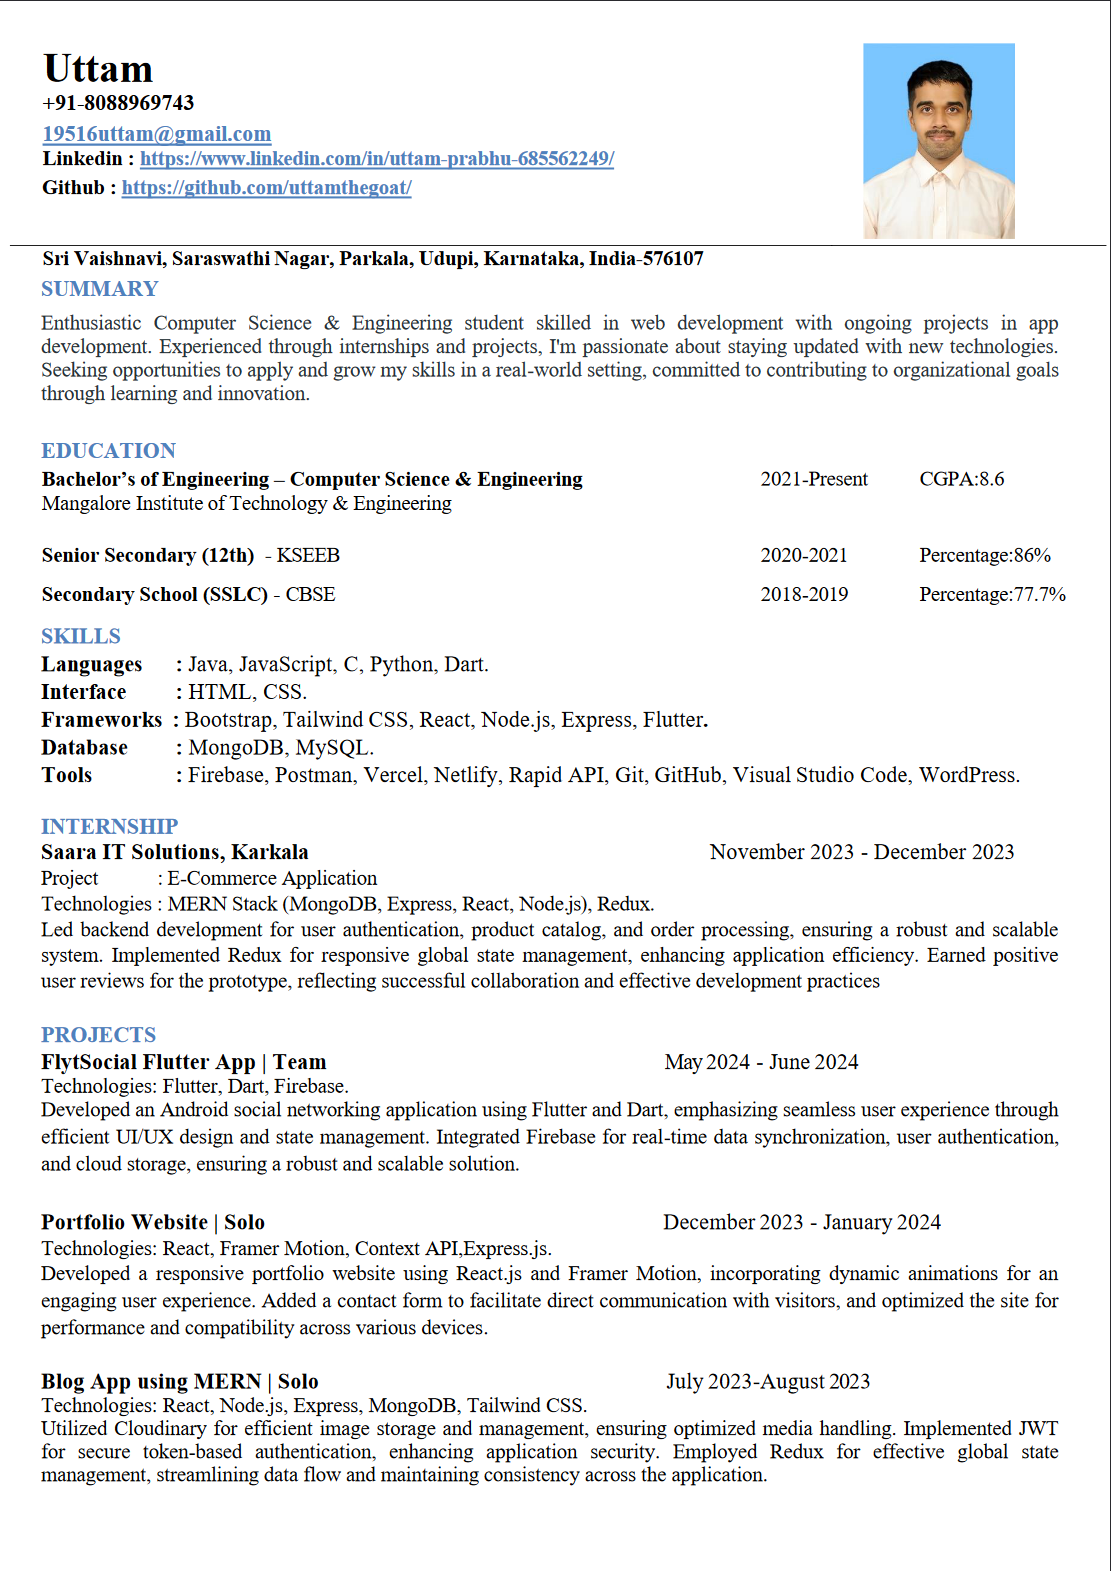 Uttam
+91-8088969743
19516uttam@gmail.com
Linkedin : https://www.linkedin.com/in/uttam-prabhu-685562249/
Github : https://github.com/uttamthegoat/
Sri Vaishnavi, Saraswathi Nagar, Parkala, Udupi, Karnataka, India-576107
SUMMARY
Enthusiastic Computer Science & Engineering student skilled in web development with ongoing projects in app
development. Experienced through internships and projects, I'm passionate about staying updated with new technologies.
Seeking opportunities to apply and grow my skills in a real-world setting, committed to contributing to organizational goals
through learning and innovation.
EDUCATION
Bachelor’s of Engineering – Computer Science & Engineering 2021-Present CGPA:8.6
Mangalore Institute of Technology & Engineering
Senior Secondary (12th) - KSEEB 2020-2021 Percentage:86%
Secondary School (SSLC) - CBSE 2018-2019 Percentage:77.7%
SKILLS
Languages : Java, JavaScript, C, Python, Dart.
Interface : HTML, CSS.
Frameworks : Bootstrap, Tailwind CSS, React, Node.js, Express, Flutter.
Database : MongoDB, MySQL.
Tools : Firebase, Postman, Vercel, Netlify, Rapid API, Git, GitHub, Visual Studio Code, WordPress.
INTERNSHIP
Saara IT Solutions, Karkala November 2023 - December 2023
Project : E-Commerce Application
Technologies : MERN Stack (MongoDB, Express, React, Node.js), Redux.
Led backend development for user authentication, product catalog, and order processing, ensuring a robust and scalable
system. Implemented Redux for responsive global state management, enhancing application efficiency. Earned positive
user reviews for the prototype, reflecting successful collaboration and effective development practices
PROJECTS
FlytSocial Flutter App | Team May 2024 - June 2024
Technologies: Flutter, Dart, Firebase.
Developed an Android social networking application using Flutter and Dart, emphasizing seamless user experience through
efficient UI/UX design and state management. Integrated Firebase for real-time data synchronization, user authentication,
and cloud storage, ensuring a robust and scalable solution.
Portfolio Website | Solo December 2023 - January 2024
Technologies: React, Framer Motion, Context API,Express.js.
Developed a responsive portfolio website using React.js and Framer Motion, incorporating dynamic animations for an
engaging user experience. Added a contact form to facilitate direct communication with visitors, and optimized the site for
performance and compatibility across various devices.
Blog App using MERN | Solo July 2023-August 2023
Technologies: React, Node.js, Express, MongoDB, Tailwind CSS.
Utilized Cloudinary for efficient image storage and management, ensuring optimized media handling. Implemented JWT
for secure token-based authentication, enhancing application security. Employed Redux for effective global state
management, streamlining data flow and maintaining consistency across the application.